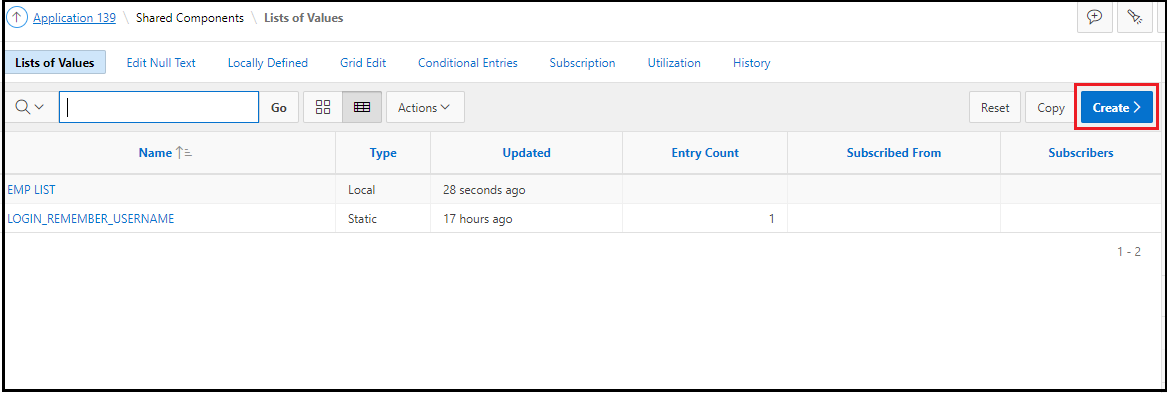 Application 139 \ Shared Components \ Lists of Values
Lists of Values Edit Null Text Locally Defined Grid Edit Conditional Entries Subscription Utilization History
Go Actions Reset Copy Create
Name Type Updated Entry Count Subscribed From Subscribers
EMP LIST Local 28 seconds ago
LOGIN_REMEMBER_USERNAME Static 17 hours ago 1
1 - 2